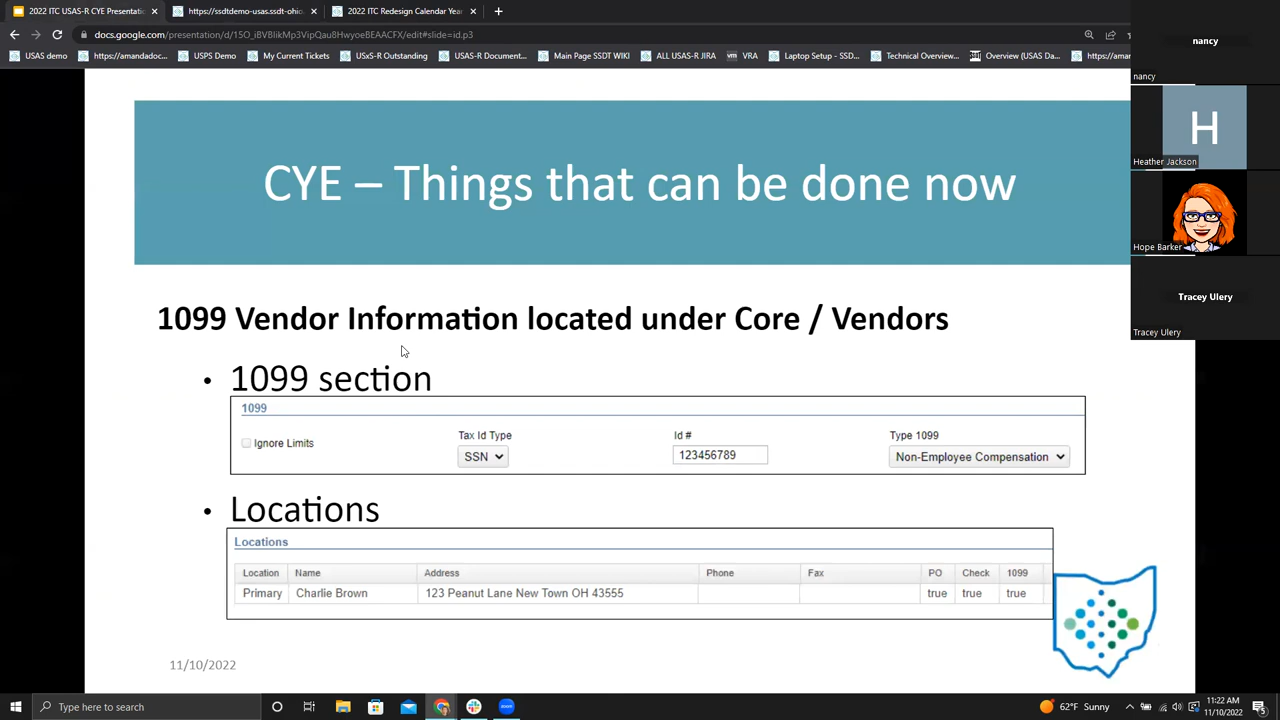 2022 ITC USAS-R CYE Presentatio
https://ssdtdemo-usas.ssdt-ohio.
2022 ITC Redesign Calendar Year
docs.google.com/presentation/d/15O_iBVBlikMp3VipQau8HwyoeBEAACFX/edit#slide=id.p3
USAS demo
https://amandadoc...
USPS Demo
My Current Tickets
USxS-R Outstanding
USAS-R Document...
Main Page SSDT WIKI
ALL USAS-R JIRA
VRA
Laptop Setup - SSD...
Technical Overview...
Overview (USAS Da...
https://amar
nancy
nancy
H
Heather Jackson
Hope Barker
Tracey Ulery
Tracey Ulery
CYE – Things that can be done now
1099 Vendor Information located under Core / Vendors
• 1099 section
1099
Ignore Limits
Tax Id Type
SSN
Id #
123456789
Type 1099
Non-Employee Compensation
• Locations
Locations
Location Name Address Phone Fax PO Check 1099
Primary Charlie Brown 123 Peanut Lane New Town OH 43555 true true true
11/10/2022
Type here to search
62°F Sunny
11:22 AM
11/10/2022